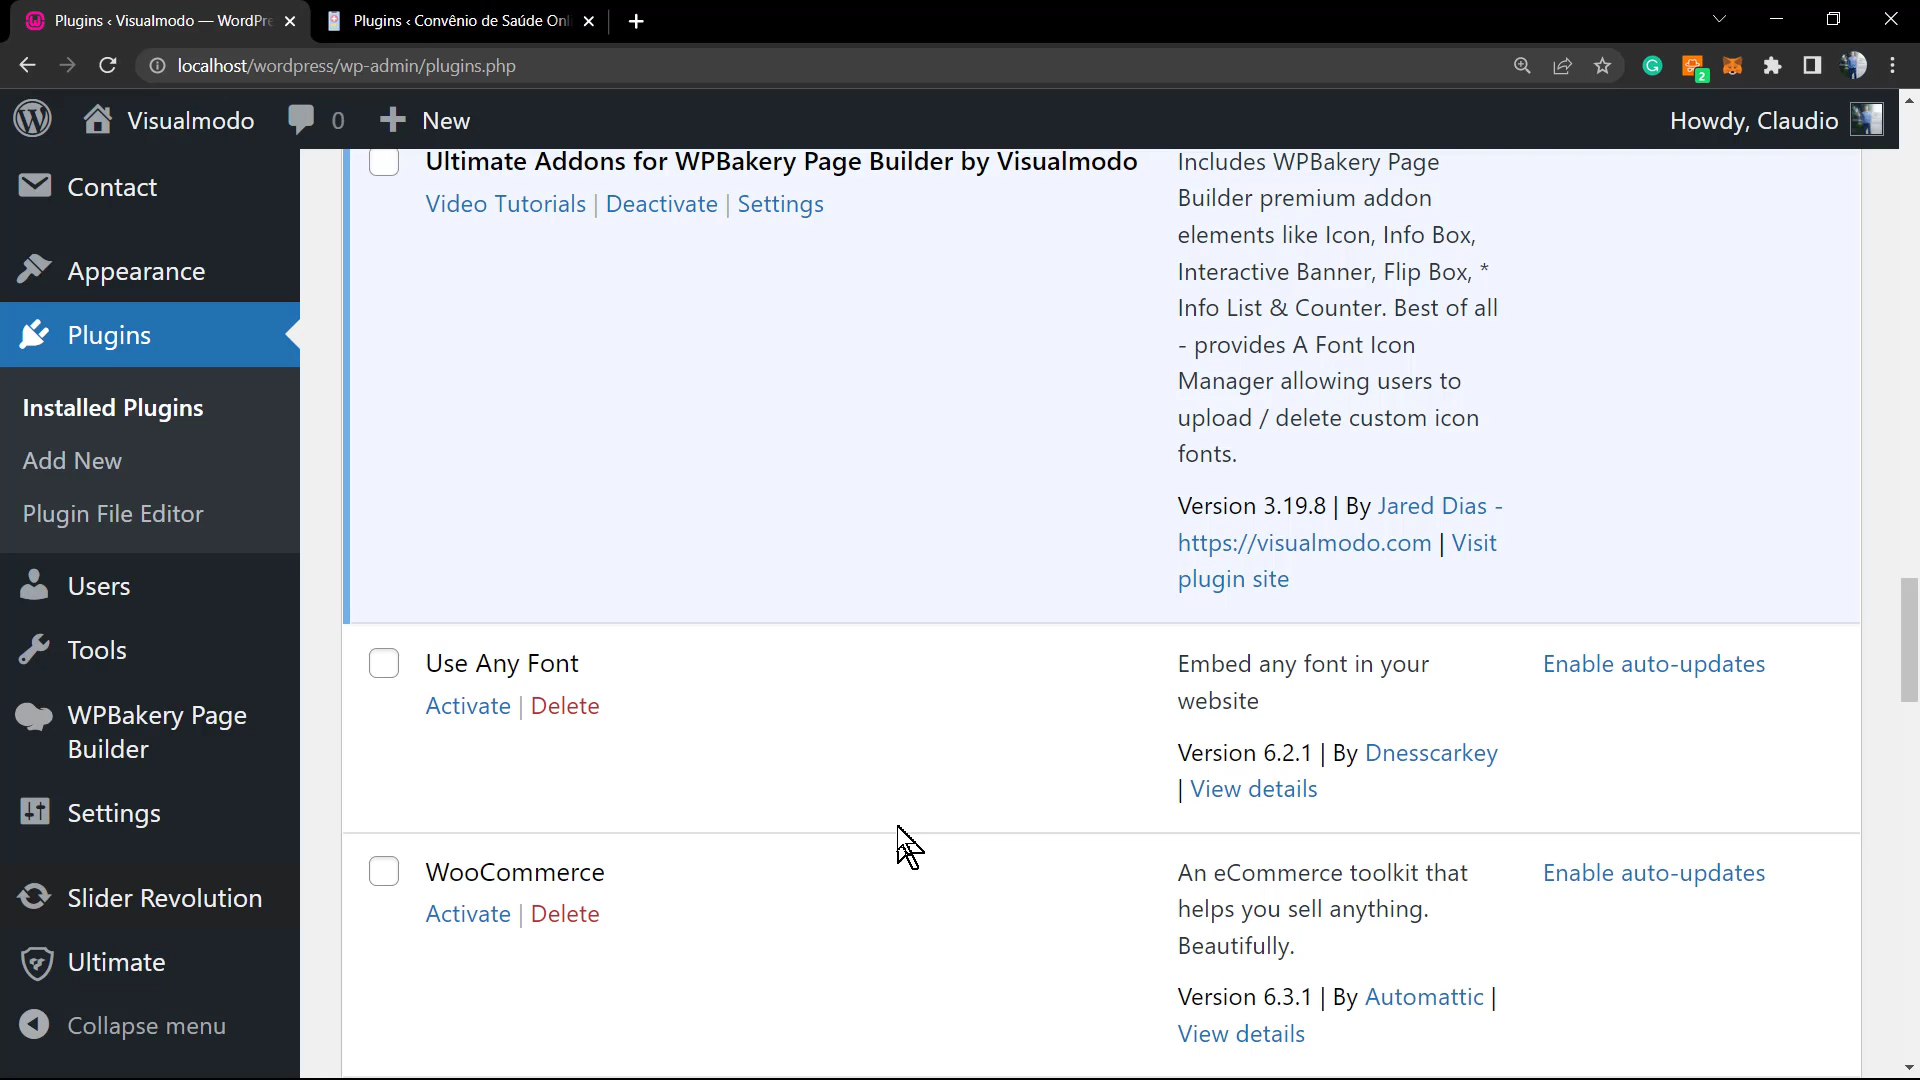 Plugins ‹ Visualmodo — WordPre
Plugins ‹ Convênio de Saúde Onl
localhost/wordpress/wp-admin/plugins.php
2
Visualmodo
0
New
Howdy, Claudio
Contact
Appearance
Plugins
Installed Plugins
Add New
Plugin File Editor
Users
Tools
WPBakery Page
Builder
Settings
Slider Revolution
Ultimate
Collapse menu
Ultimate Addons for WPBakery Page Builder by Visualmodo
Video Tutorials | Deactivate | Settings
Includes WPBakery Page
Builder premium addon
elements like Icon, Info Box,
Interactive Banner, Flip Box, *
Info List & Counter. Best of all
- provides A Font Icon
Manager allowing users to
upload / delete custom icon
fonts.
Version 3.19.8 | By Jared Dias -
https://visualmodo.com | Visit
plugin site
Use Any Font
Activate | Delete
Embed any font in your
website
Version 6.2.1 | By Dnesscarkey
| View details
Enable auto-updates
WooCommerce
Activate | Delete
An eCommerce toolkit that
helps you sell anything.
Beautifully.
Version 6.3.1 | By Automattic |
View details
Enable auto-updates